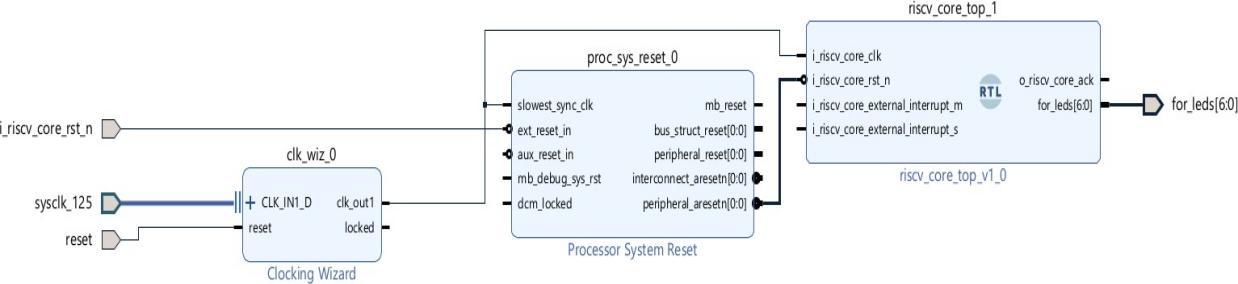 riscv_core_top_1
i_riscv_core_clk
i_riscv_core_rst_n
i_riscv_core_external_interrupt_m
i_riscv_core_external_interrupt_s
RTL
o_riscv_core_ack
for_leds[6:0]
riscv_core_top_v1_0
for_leds[6:0]
proc_sys_reset_0
slowest_sync_clk
ext_reset_in
aux_reset_in
mb_debug_sys_rst
dcm_locked
mb_reset
bus_struct_reset[0:0]
peripheral_reset[0:0]
interconnect_aresetn[0:0]
peripheral_aresetn[0:0]
Processor System Reset
i_riscv_core_rst_n
sysclk_125
reset
clk_wiz_0
CLK_IN1_D
reset
clk_out1
locked
Clocking Wizard